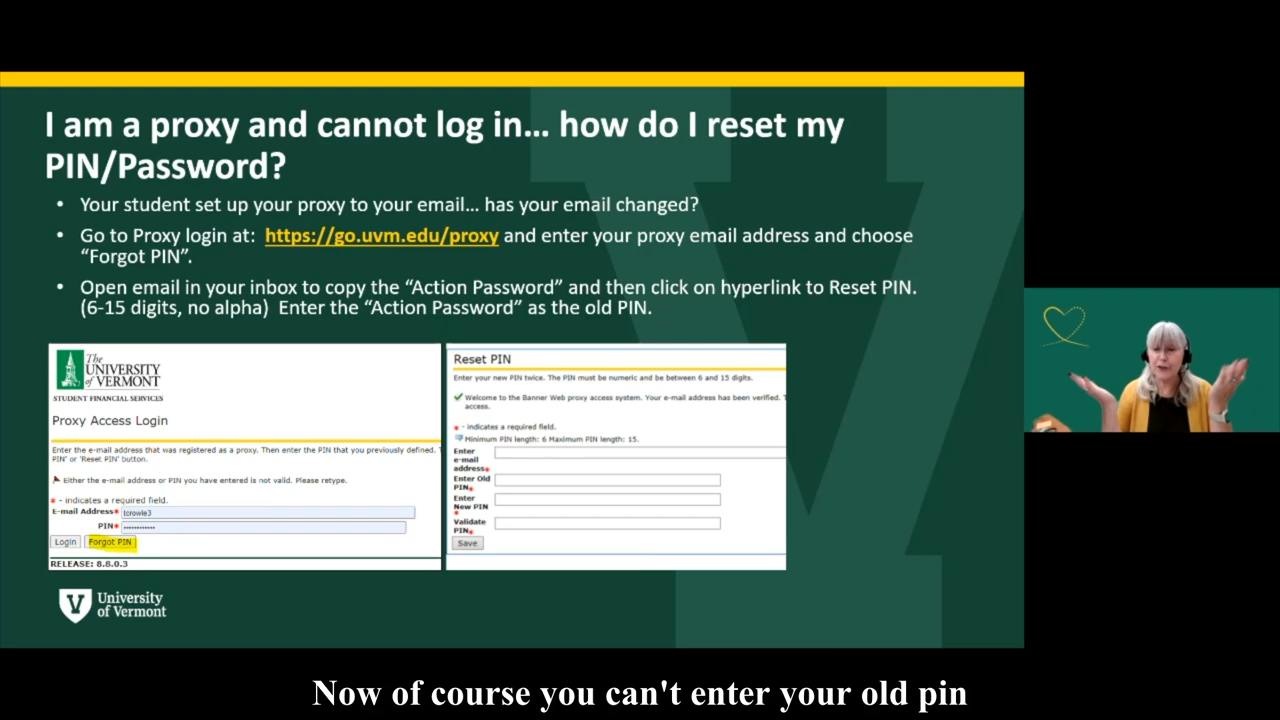 I am a proxy and cannot log in... how do I reset my
PIN/Password?
• Your student set up your proxy to your email... has your email changed?
• Go to Proxy login at: https://go.uvm.edu/proxy and enter your proxy email address and choose
“Forgot PIN”.
• Open email in your inbox to copy the “Action Password” and then click on hyperlink to Reset PIN.
(6-15 digits, no alpha) Enter the “Action Password” as the old PIN.
The
UNIVERSITY
of VERMONT
STUDENT FINANCIAL SERVICES
Proxy Access Login
Enter the e-mail address that was registered as a proxy. Then enter the PIN that you previously defined.
PIN' or 'Reset PIN' button.
Either the e-mail address or PIN you have entered is not valid. Please retype.
* - indicates a required field.
E-mail Address* lcrowle3
PIN* ••••••••••••
Login Forgot PIN
RELEASE: 8.8.0.3
Reset PIN
Enter your new PIN twice. The PIN must be numeric and be between 6 and 15 digits.
Welcome to the Banner Web proxy access system. Your e-mail address has been verified.
access.
* - indicates a required field.
Minimum PIN length: 6 Maximum PIN length: 15.
Enter
e-mail
address*
Enter Old
PIN*
Enter
New PIN
*
Validate
PIN*
Save
University
of Vermont
Now of course you can't enter your old pin